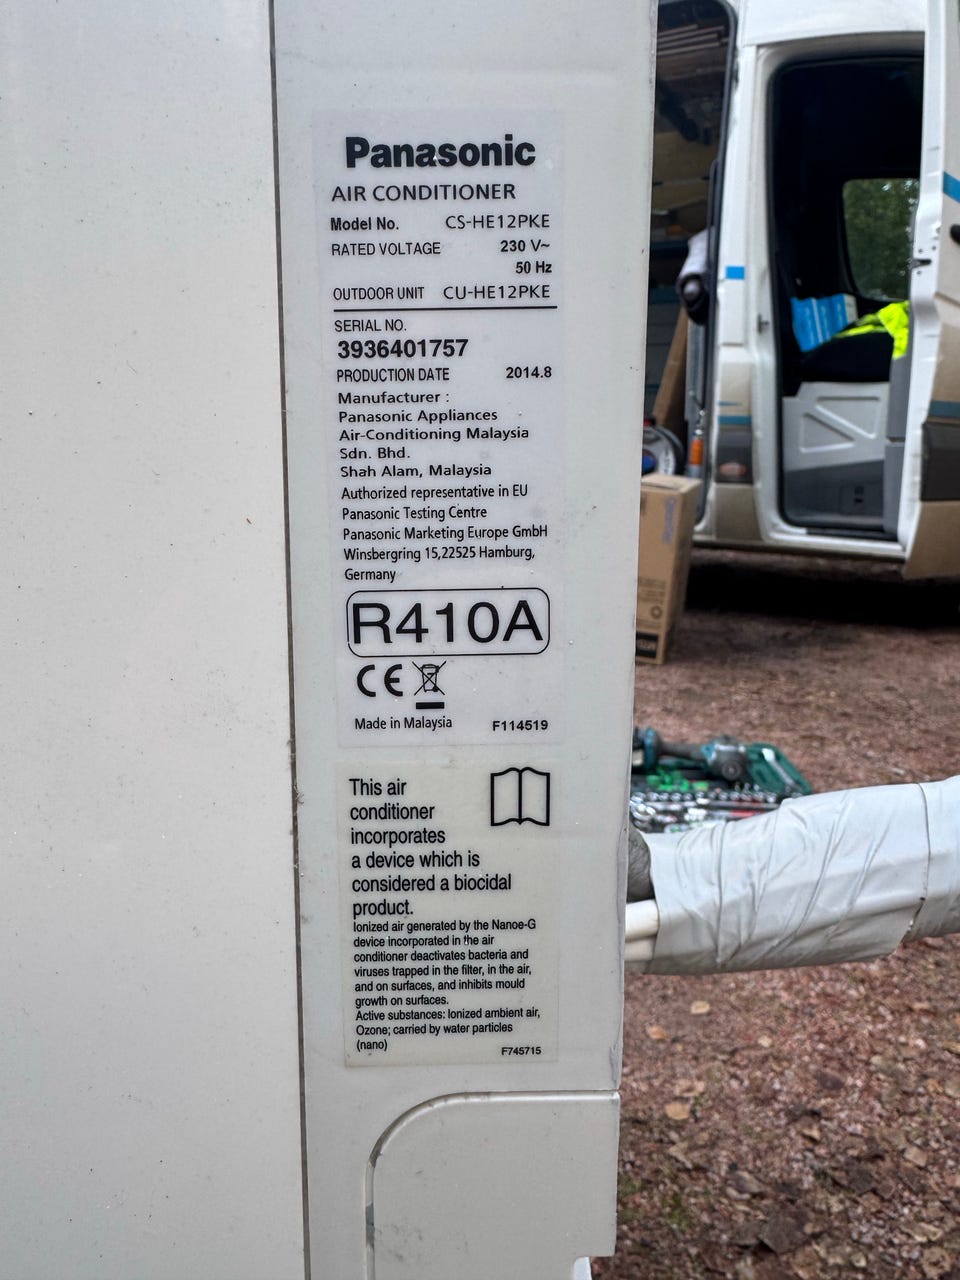 Panasonic
AIR CONDITIONER
Model No. CS-HE12PKE
RATED VOLTAGE 230 V~
50 Hz
OUTDOOR UNIT CU-HE12PKE
SERIAL NO.
3936401757
PRODUCTION DATE 2014.8
Manufacturer :
Panasonic Appliances
Air-Conditioning Malaysia
Sdn. Bhd.
Shah Alam, Malaysia
Authorized representative in EU
Panasonic Testing Centre
Panasonic Marketing Europe GmbH
Winsbergring 15,22525 Hamburg,
Germany
R410A
CE
Made in Malaysia F114519
This air
conditioner
incorporates
a device which is
considered a biocidal
product.
Ionized air generated by the Nanoe-G
device incorporated in the air
conditioner deactivates bacteria and
viruses trapped in the filter, in the air,
and on surfaces, and inhibits mould
growth on surfaces.
Active substances: Ionized ambient air,
Ozone; carried by water particles
(nano) F745715